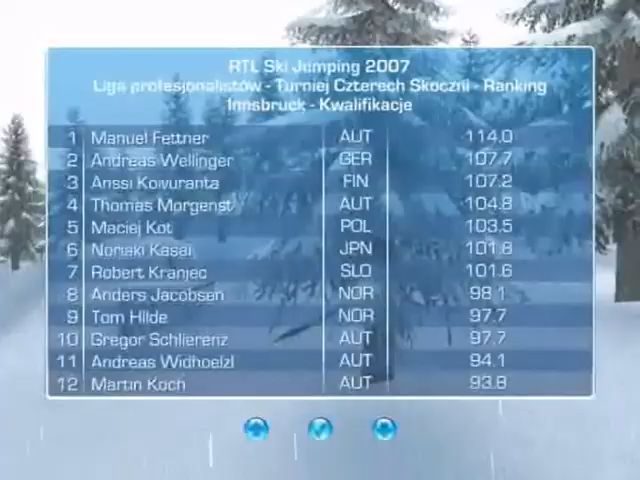 RTL Ski Jumping 2007
Liga profesjonalistów - Turniej Czterech Skoczni - Ranking
Innsbruck - Kwalifikacje
1 Manuel Fettner AUT 114.0
2 Andreas Wellinger GER 107.7
3 Anssi Koivuranta FIN 107.2
4 Thomas Morgenst AUT 104.8
5 Maciej Kot POL 103.5
6 Noriaki Kasai JPN 101.8
7 Robert Kranjec SLO 101.6
8 Anders Jacobsen NOR 98.1
9 Tom Hilde NOR 97.7
10 Gregor Schlierenz AUT 97.7
11 Andreas Widhoelzl AUT 94.1
12 Martin Koch AUT 93.8